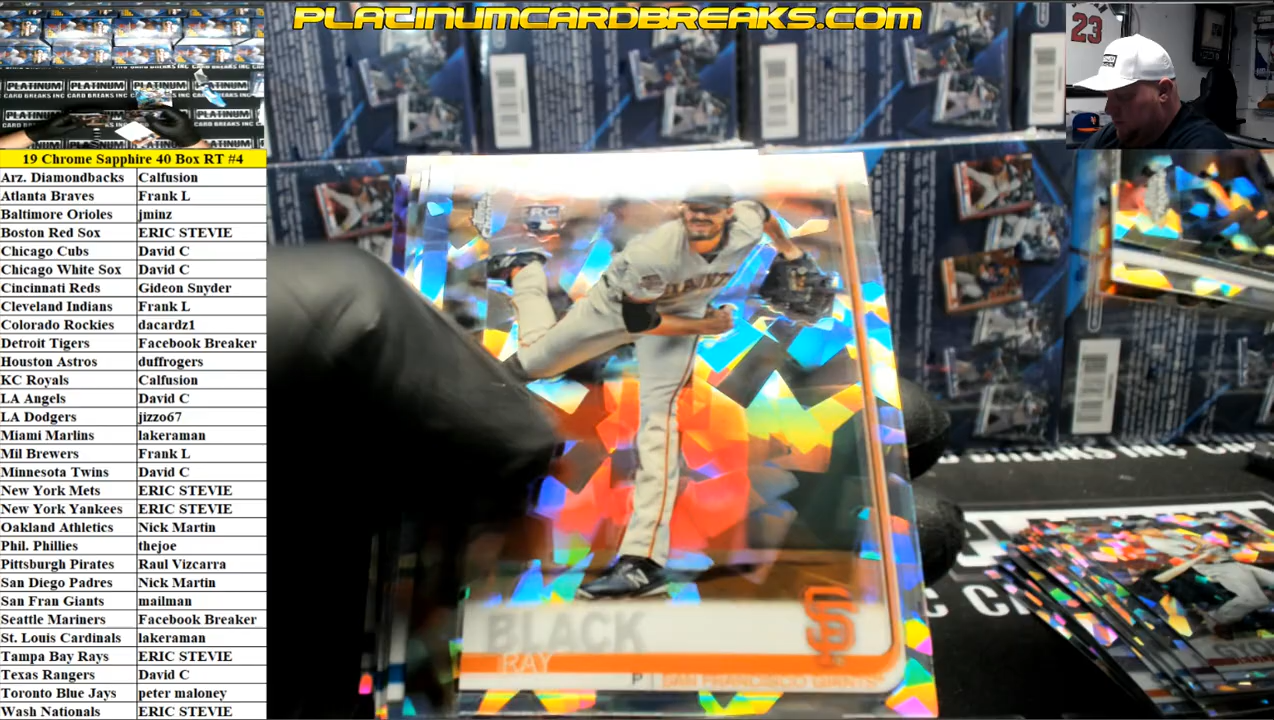 PLATINUMCARDBREAKS.COM
23
PLATINUM PLATINUM PLATINUM
19 Chrome Sapphire 40 Box RT #4
Arz. Diamondbacks Calfusion
Atlanta Braves Frank L
Baltimore Orioles jminz
Boston Red Sox ERIC STEVIE
Chicago Cubs David C
Chicago White Sox David C
Cincinnati Reds Gideon Snyder
Cleveland Indians Frank L
Colorado Rockies dacardz1
Detroit Tigers Facebook Breaker
Houston Astros duffrogers
KC Royals Calfusion
LA Angels David C
LA Dodgers jizzo67
Miami Marlins lakeraman
Mil Brewers Frank L
Minnesota Twins David C
New York Mets ERIC STEVIE
New York Yankees ERIC STEVIE
Oakland Athletics Nick Martin
Phil. Phillies thejoe
Pittsburgh Pirates Raul Vizcarra
San Diego Padres Nick Martin
San Fran Giants mailman
Seattle Mariners Facebook Breaker
St. Louis Cardinals lakeraman
Tampa Bay Rays ERIC STEVIE
Texas Rangers David C
Toronto Blue Jays peter maloney
Wash Nationals ERIC STEVIE
RC
BLACK
RAY
P SAN FRANCISCO GIANTS
SF